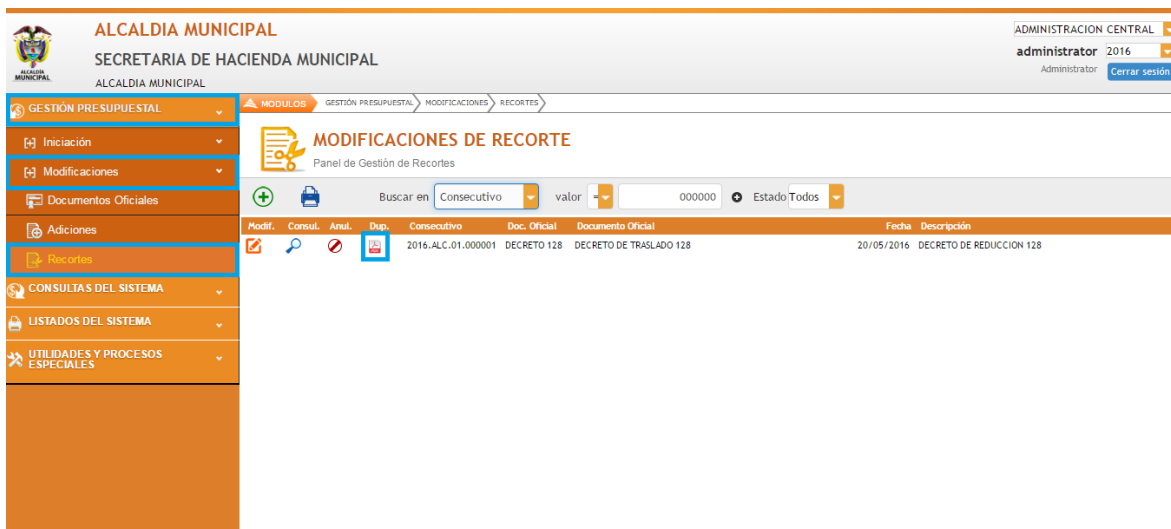 ALCALDIA MUNICIPAL
SECRETARIA DE HACIENDA MUNICIPAL
ALCALDIA MUNICIPAL
ALCALDIA
MUNICIPAL
ADMINISTRACION CENTRAL
administrator 2016
Administrator Cerrar sesión
GESTIÓN PRESUPUESTAL
[+] Iniciación
[+] Modificaciones
Documentos Oficiales
Adiciones
Recortes
CONSULTAS DEL SISTEMA
LISTADOS DEL SISTEMA
UTILIDADES Y PROCESOS
ESPECIALES
MODULOS GESTIÓN PRESUPUESTAL MODIFICACIONES RECORTES
MODIFICACIONES DE RECORTE
Panel de Gestión de Recortes
Buscar en Consecutivo valor = 000000 Estado Todos
Modif. Consul. Anul. Dup. Consecutivo Doc. Oficial Documento Oficial Fecha Descripción
2016.ALC.01.000001 DECRETO 128 DECRETO DE TRASLADO 128 20/05/2016 DECRETO DE REDUCCION 128